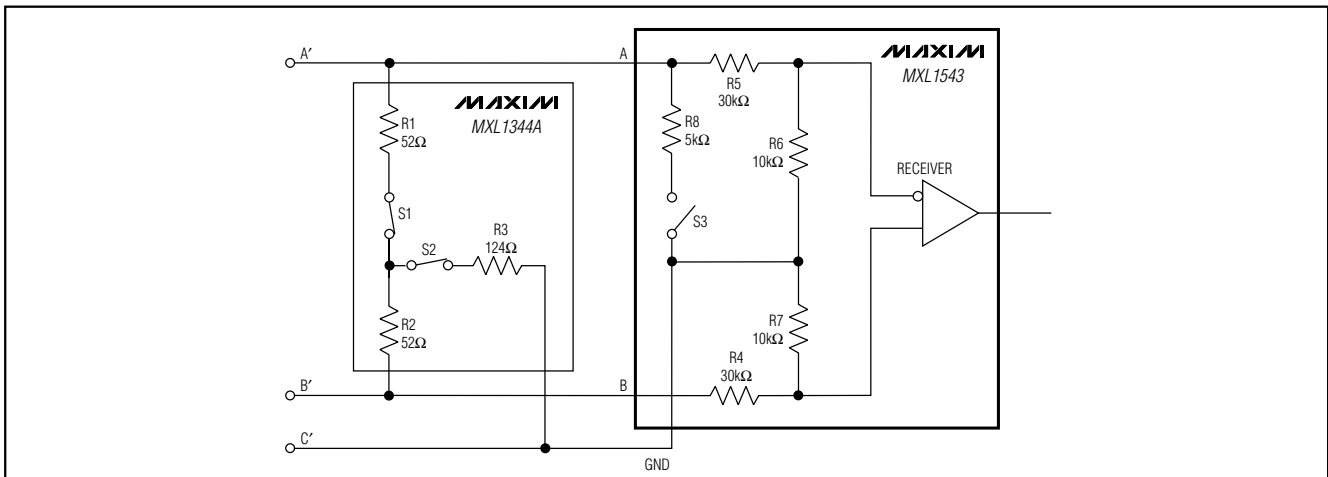 A′
A
MAXIM
MXL1543
R5
30kΩ
MAXIM
MXL1344A
R1
52Ω
R8
5kΩ
R6
10kΩ
RECEIVER
S1
S3
R3
124Ω
S2
R2
52Ω
R7
10kΩ
R4
30kΩ
B′
B
C′
GND